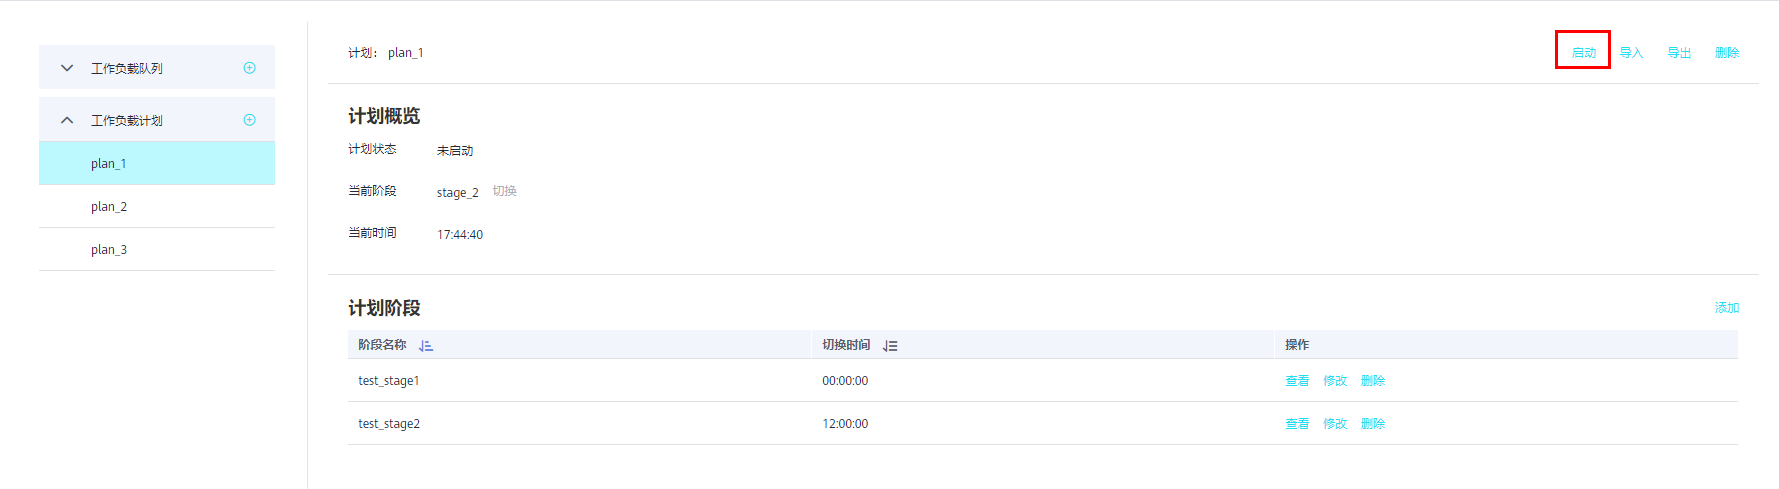 工作负载队列
工作负载计划
plan_1
plan_2
plan_3
计划： plan_1
启动 导入 导出 删除
计划概览
计划状态 未启动
当前阶段 stage_2 切换
当前时间 17:44:40
计划阶段 添加
阶段名称 切换时间 操作
test_stage1 00:00:00 查看 修改 删除
test_stage2 12:00:00 查看 修改 删除